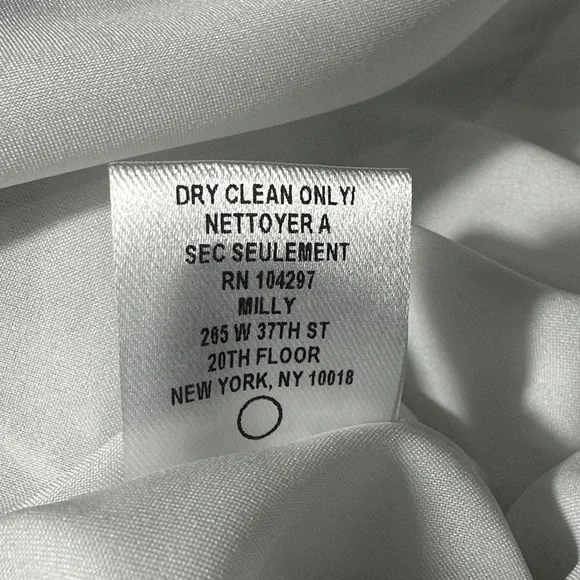 DRY CLEAN ONLY/
NETTOYER A
SEC SEULEMENT
RN 104297
MILLY
265 W 37TH ST
20TH FLOOR
NEW YORK, NY 10018